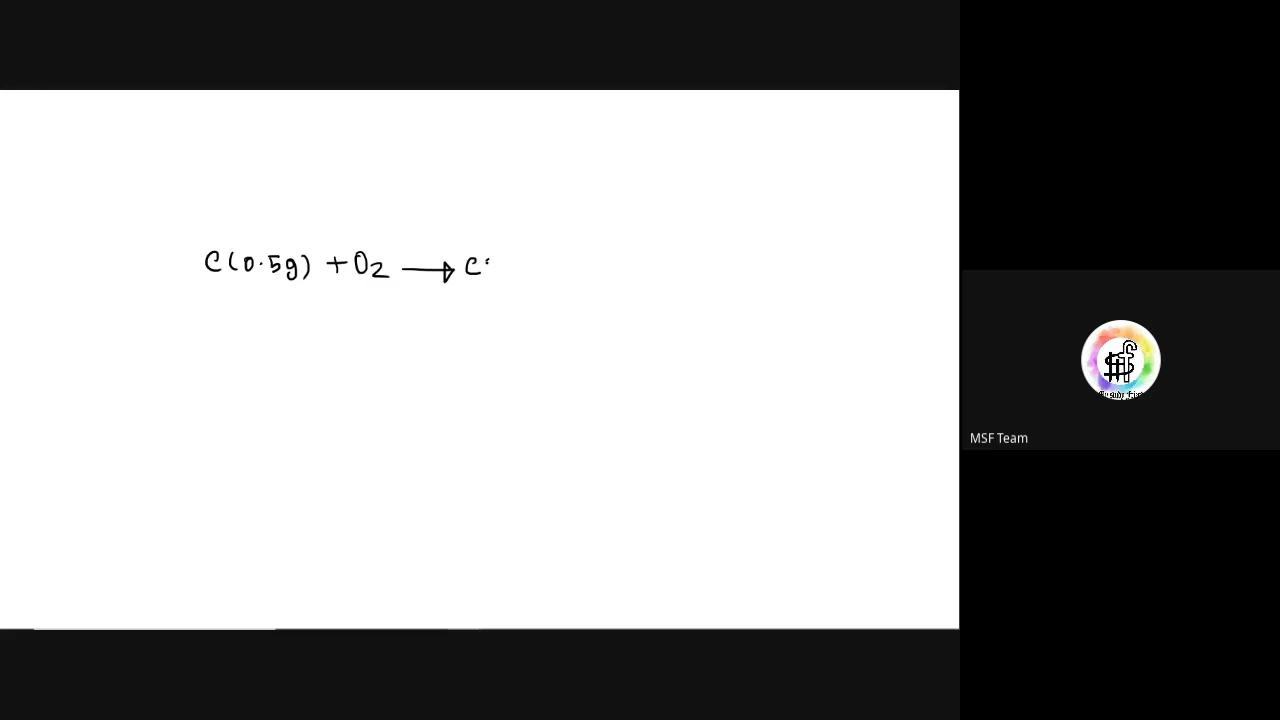 C(0.5g) + O2 → C
MSF Team